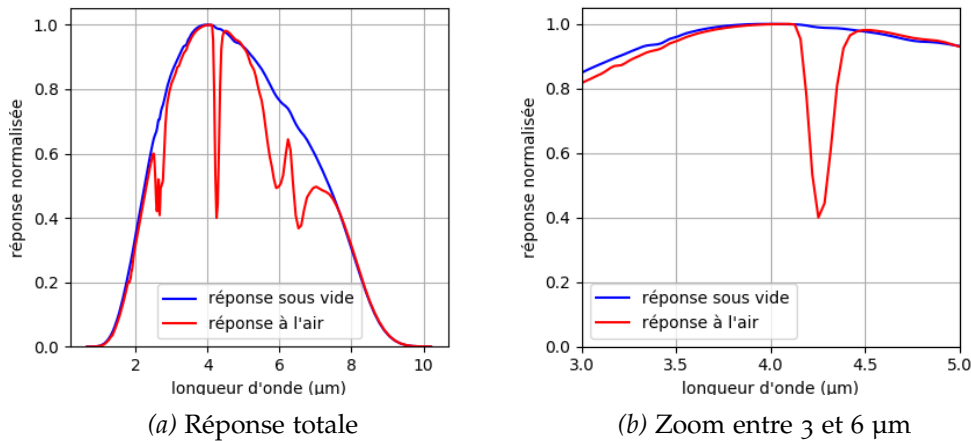 1.0
0.8
0.6
0.4
0.2
0.0
réponse normalisée
réponse sous vide
réponse à l'air
2 4 6 8 10
longueur d'onde (µm)
(a) Réponse totale
1.0
0.8
0.6
0.4
0.2
0.0
réponse normalisée
réponse sous vide
réponse à l'air
3.0 3.5 4.0 4.5 5.0
longueur d'onde (µm)
(b) Zoom entre 3 et 6 µm